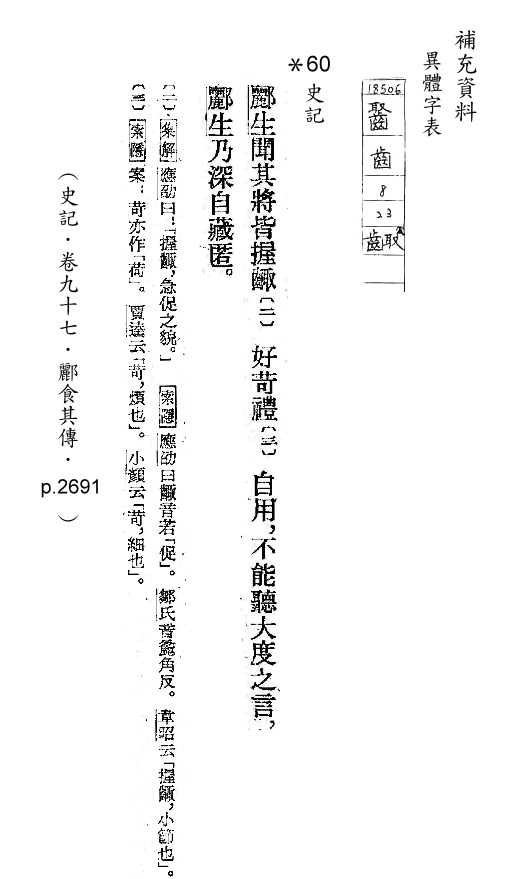 補充資料
異體字表
18506
齒
8
23
齱
*60
史記
酈生聞其將皆握齱〔二〕好苛禮〔三〕自用,不能聽大度之言,
酈生乃深自藏匿。
〔二〕集解應劭曰:「握齱,急促之貌。」 索隱應劭曰齱音若「促」。鄒氏音麤角反。韋昭云「握齱,小節也」。
〔三〕索隱案:苛亦作「荷」。賈逵云「苛,煩也」。小顏云「苛,細也」。
(史記.卷九十七.酈食其傳.p.2691)